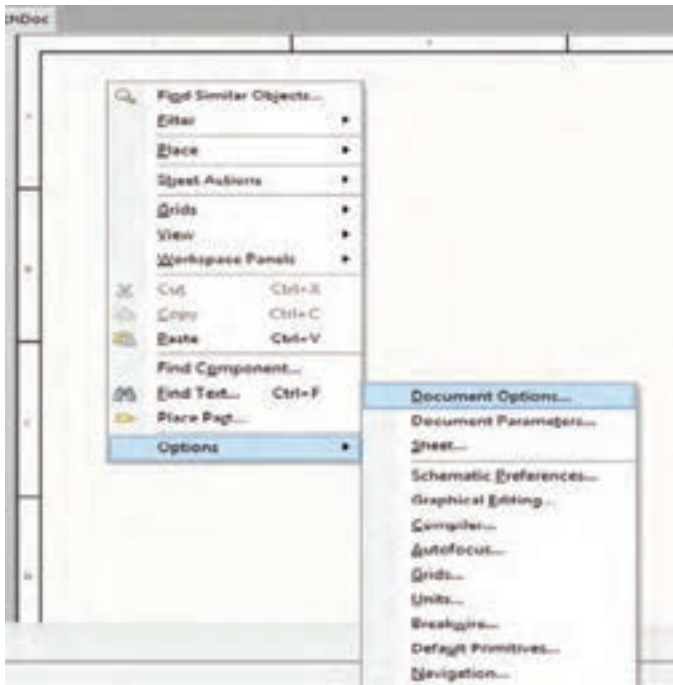 chDoc
Find Similar Objects...
Filter
Place
Sheet Actions
Grids
View
Workspace Panels
Cut Ctrl+X
Copy Ctrl+C
Paste Ctrl+V
Find Component...
Find Text... Ctrl+F
Place Part...
Options
Document Options...
Document Parameters...
Sheet...
Schematic Preferences...
Graphical Editing...
Compiler...
Autofocus...
Grids...
Units...
Breakwire...
Default Primitives...
Navigation...